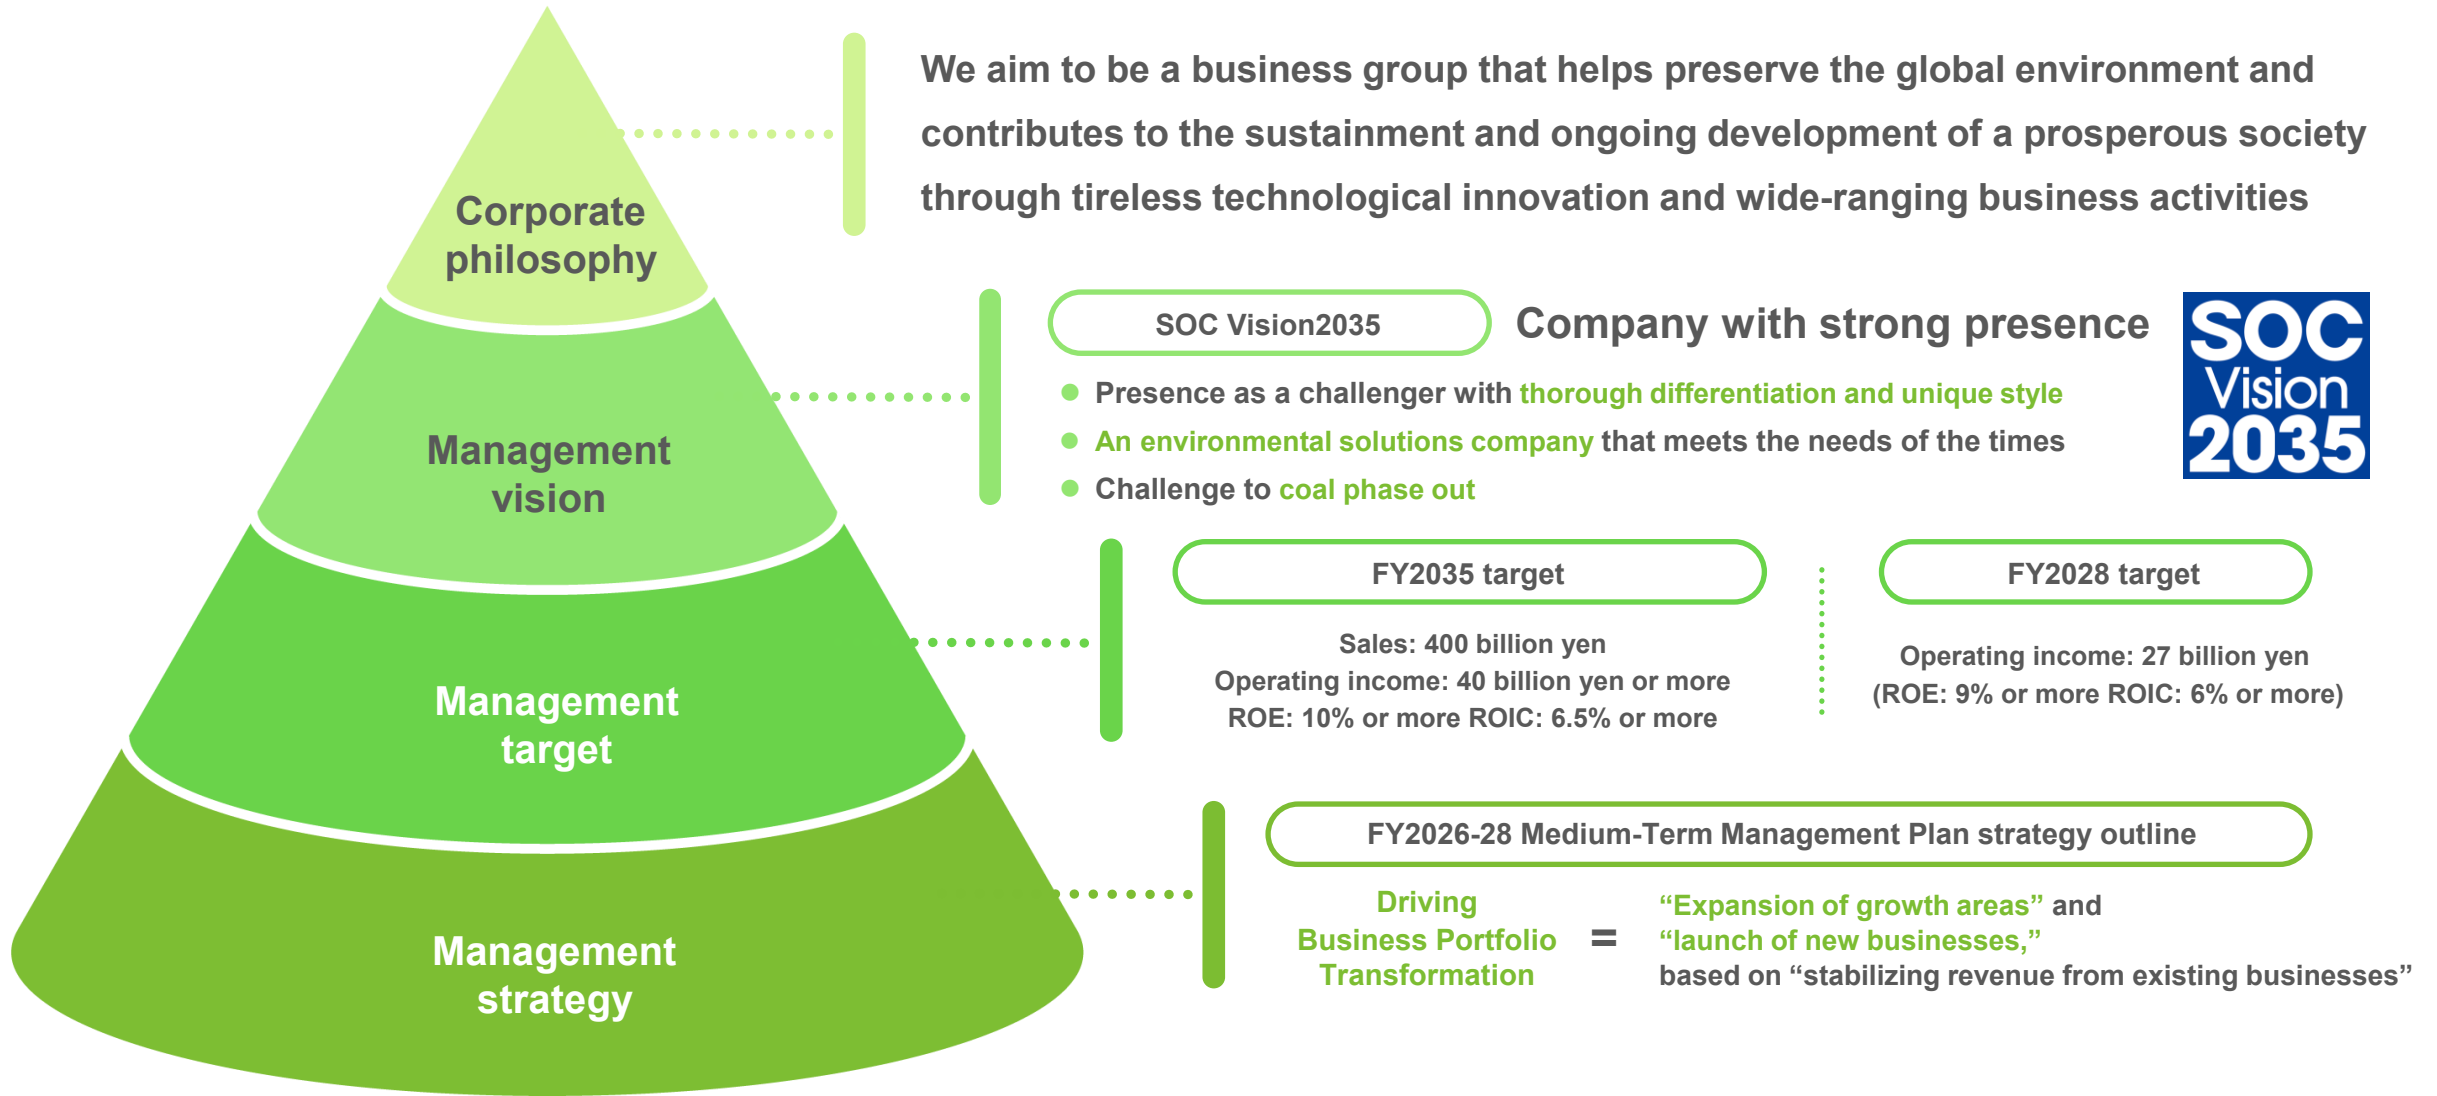 Corporate
philosophy
We aim to be a business group that helps preserve the global environment and
contributes to the sustainment and ongoing development of a prosperous society
through tireless technological innovation and wide-ranging business activities
Management
vision
SOC Vision2035
Company with strong presence
● Presence as a challenger with thorough differentiation and unique style
● An environmental solutions company that meets the needs of the times
● Challenge to coal phase out
SOC
Vision
2035
Management
target
FY2035 target
Sales: 400 billion yen
Operating income: 40 billion yen or more
ROE: 10% or more ROIC: 6.5% or more
FY2028 target
Operating income: 27 billion yen
(ROE: 9% or more ROIC: 6% or more)
Management
strategy
FY2026-28 Medium-Term Management Plan strategy outline
Driving
Business Portfolio
Transformation
=
“Expansion of growth areas” and
“launch of new businesses,”
based on “stabilizing revenue from existing businesses”